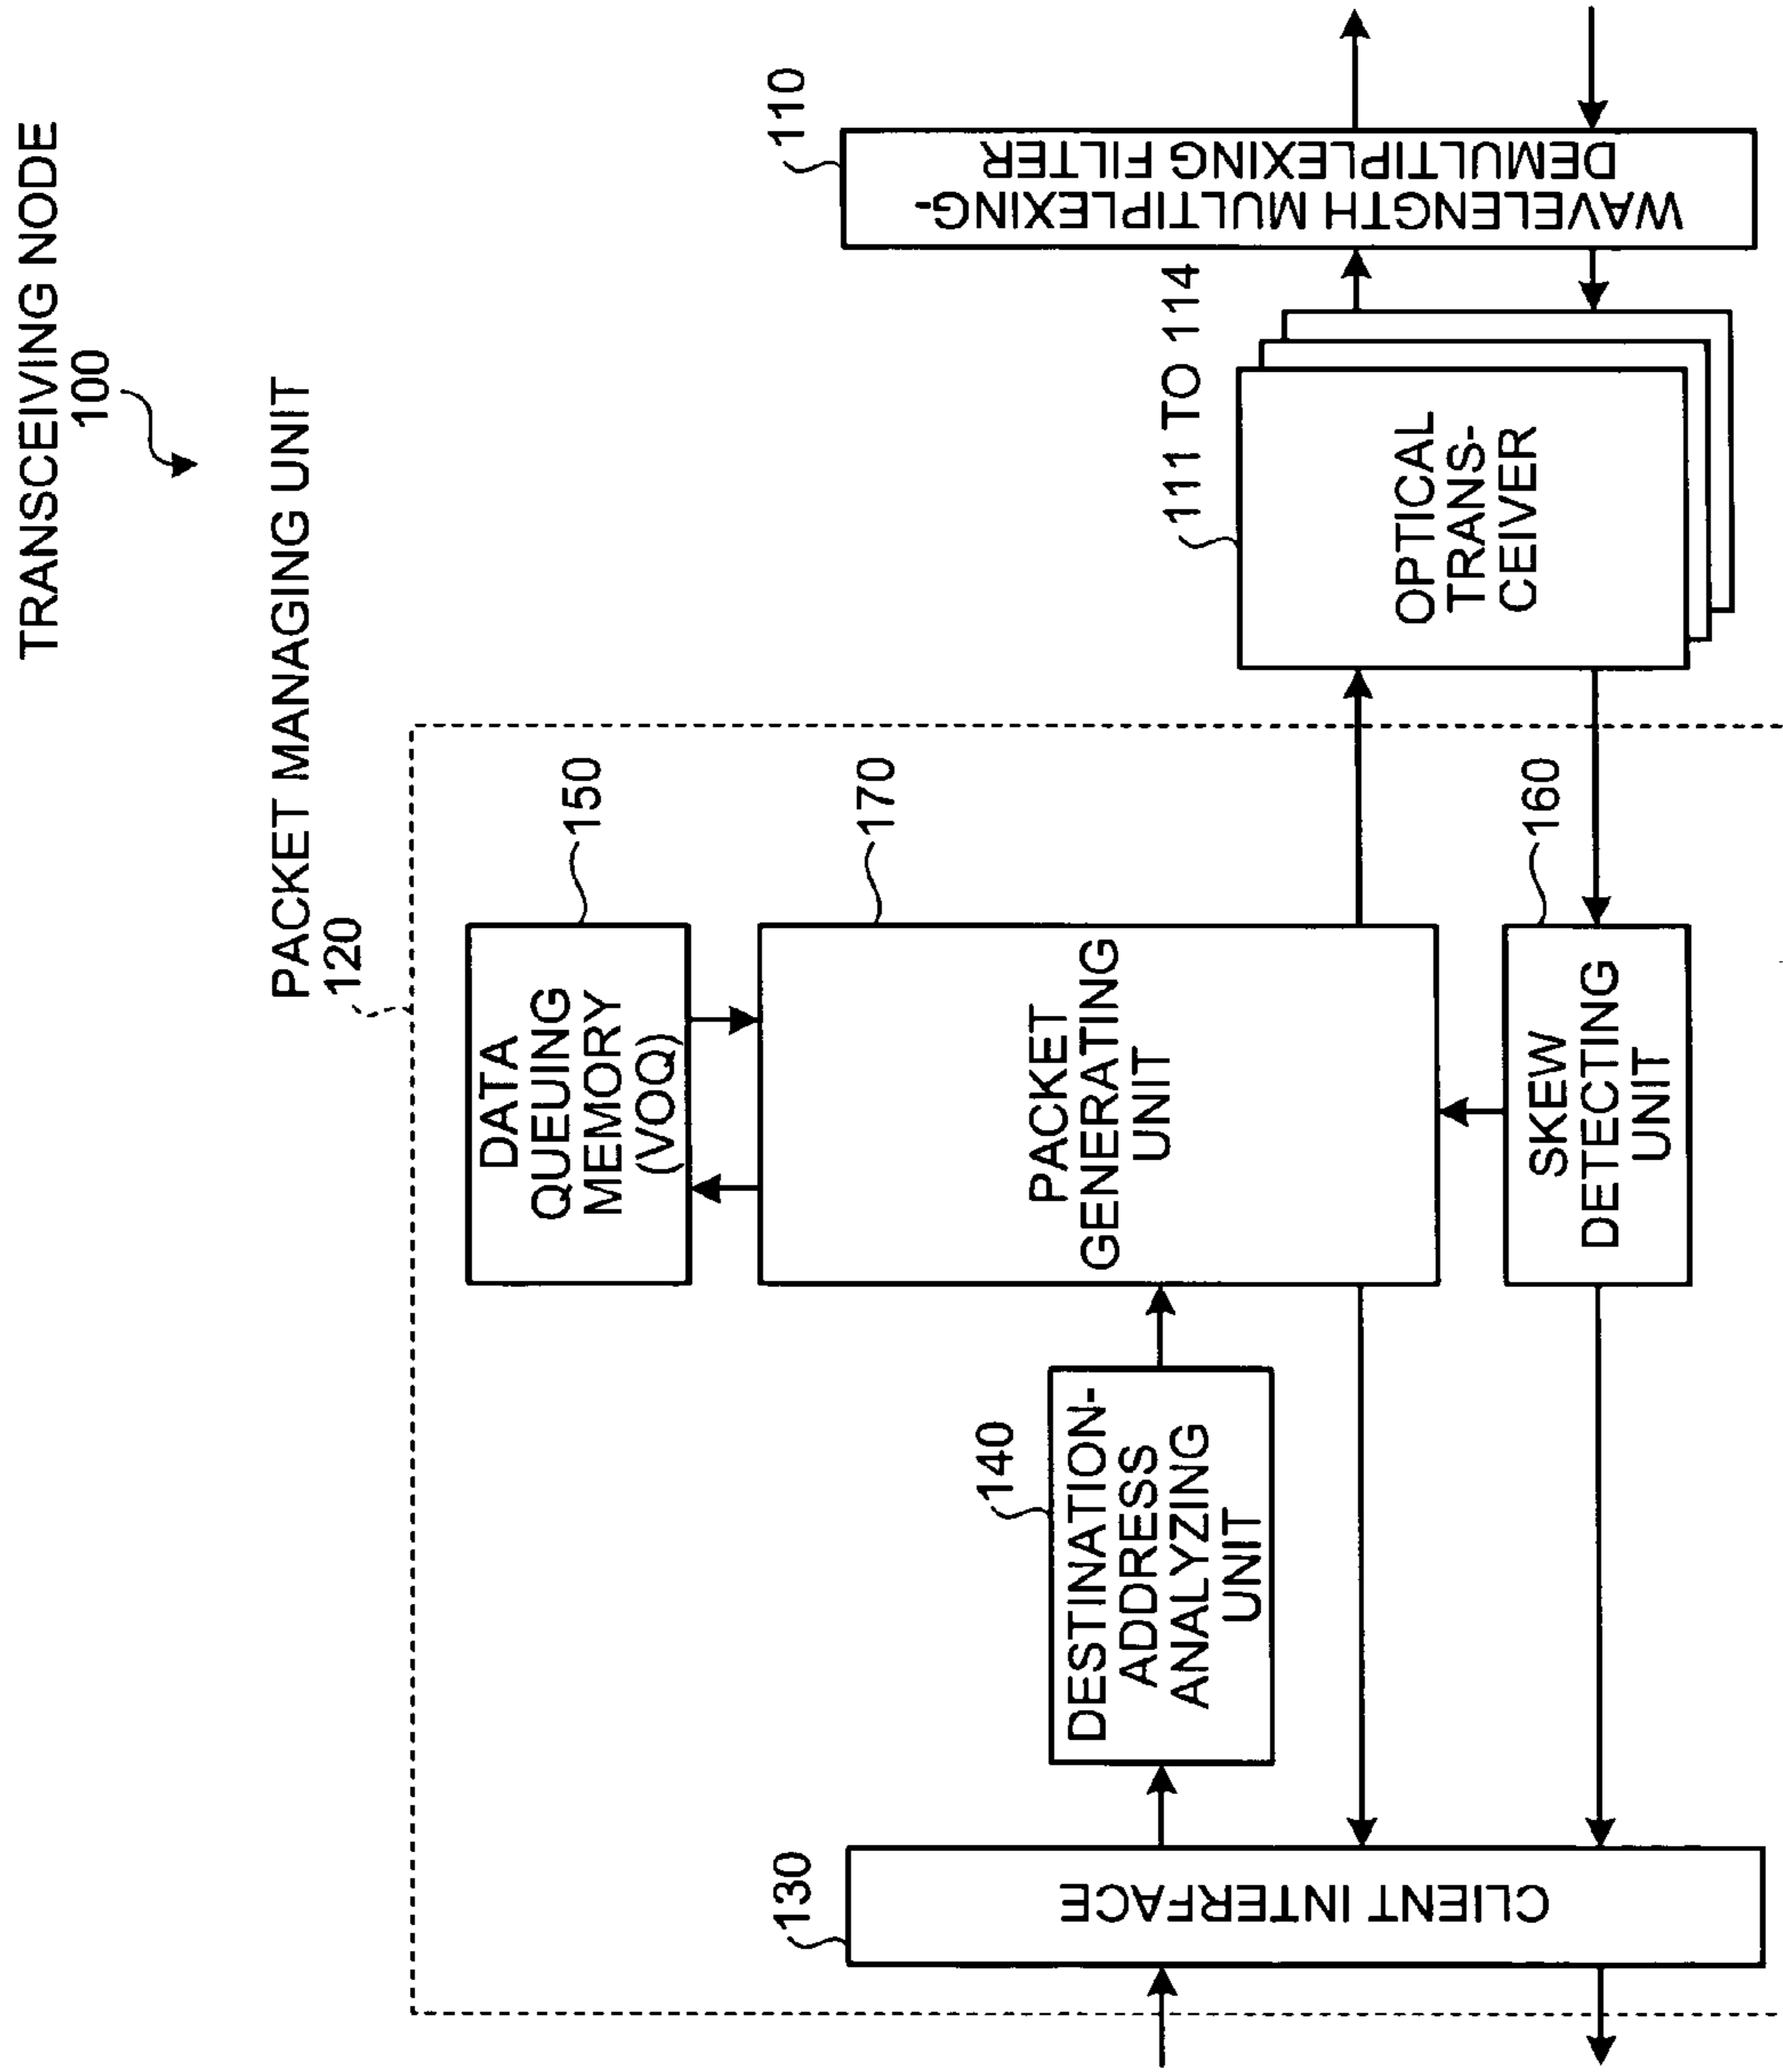 TRANSCEIVING NODE
100
PACKET MANAGING UNIT
120
150
DATA
QUEUING
MEMORY
(VOQ)
170
PACKET
GENERATING
UNIT
160
SKEW
DETECTING
UNIT
140
DESTINATION-
ADDRESS
ANALYZING
UNIT
130
CLIENT INTERFACE
111 TO 114
OPTICAL
TRANS-
CEIVER
110
WAVELENGTH MULTIPLEXING-
DEMULTIPLEXING FILTER